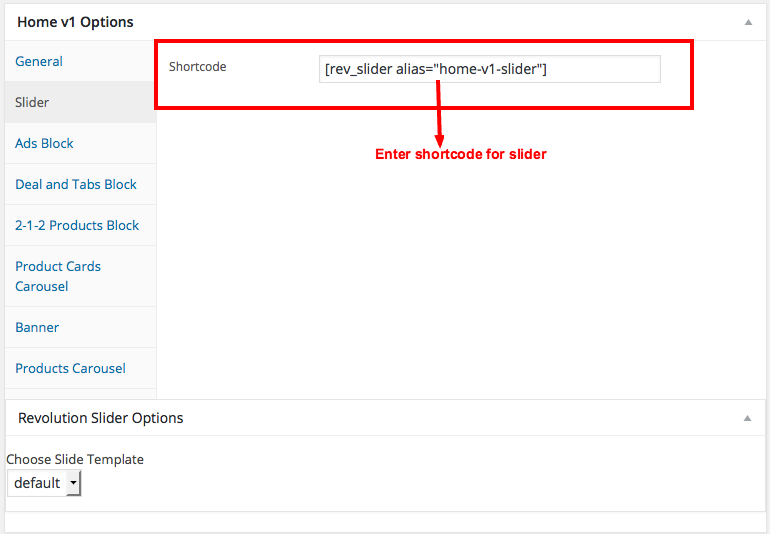 Home v1 Options
General
Slider
Ads Block
Deal and Tabs Block
2-1-2 Products Block
Product Cards
Carousel
Banner
Products Carousel
Shortcode
[rev_slider alias="home-v1-slider"]
Enter shortcode for slider
Revolution Slider Options
Choose Slide Template
default